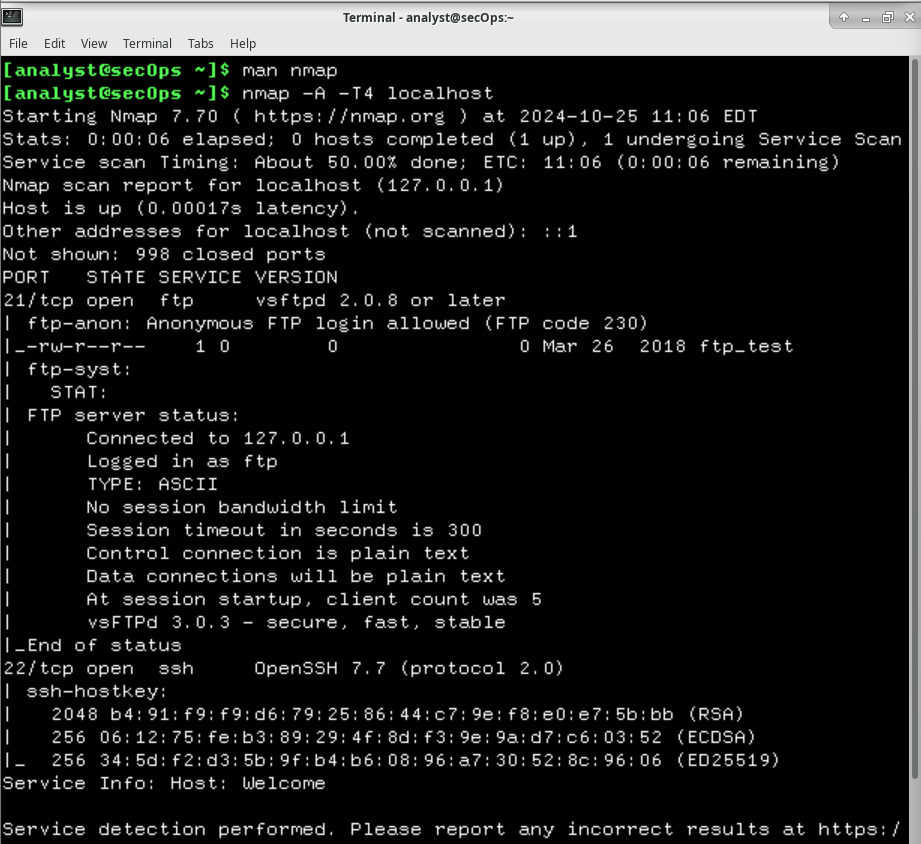 Terminal - analyst@secOps:~
File Edit View Terminal Tabs Help
[analyst@secOps ~]$ man nmap
[analyst@secOps ~]$ nmap -A -T4 localhost
Starting Nmap 7.70 ( https://nmap.org ) at 2024-10-25 11:06 EDT
Stats: 0:00:06 elapsed; 0 hosts completed (1 up), 1 undergoing Service Scan
Service scan Timing: About 50.00% done; ETC: 11:06 (0:00:06 remaining)
Nmap scan report for localhost (127.0.0.1)
Host is up (0.00017s latency).
Other addresses for localhost (not scanned): ::1
Not shown: 998 closed ports
PORT   STATE SERVICE VERSION
21/tcp open  ftp     vsftpd 2.0.8 or later
| ftp-anon: Anonymous FTP login allowed (FTP code 230)
|_-rw-r--r--    1 0        0               0 Mar 26  2018 ftp_test
| ftp-syst:
|   STAT:
| FTP server status:
|      Connected to 127.0.0.1
|      Logged in as ftp
|      TYPE: ASCII
|      No session bandwidth limit
|      Session timeout in seconds is 300
|      Control connection is plain text
|      Data connections will be plain text
|      At session startup, client count was 5
|      vsFTPd 3.0.3 - secure, fast, stable
|_End of status
22/tcp open  ssh     OpenSSH 7.7 (protocol 2.0)
| ssh-hostkey:
|   2048 b4:91:f9:f9:d6:79:25:86:44:c7:9e:f8:e0:e7:5b:bb (RSA)
|   256 06:12:75:fe:b3:89:29:4f:8d:f3:9e:9a:d7:c6:03:52 (ECDSA)
|_  256 34:5d:f2:d3:5b:9f:b4:b6:08:96:a7:30:52:8c:96:06 (ED25519)
Service Info: Host: Welcome
Service detection performed. Please report any incorrect results at https:/